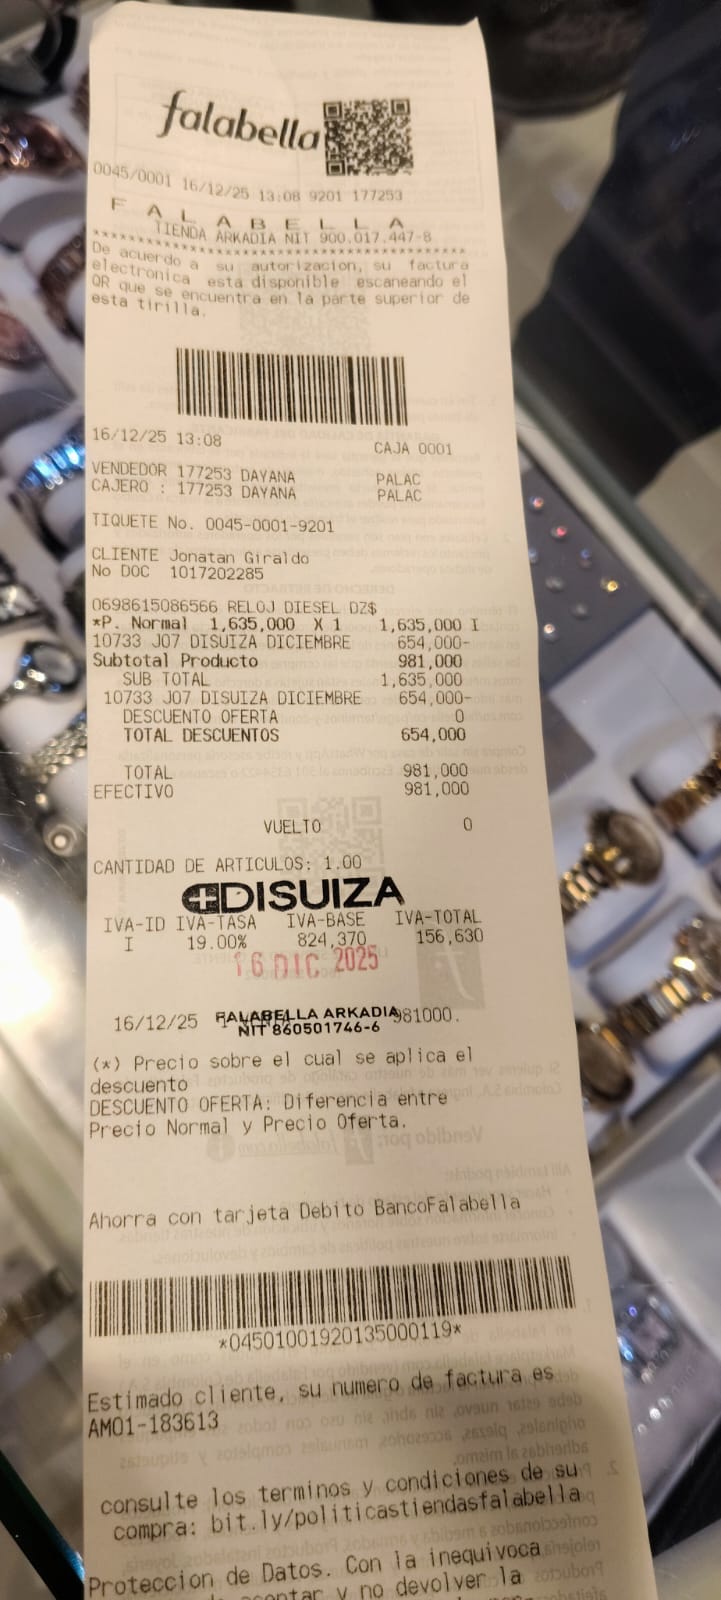 falabella
0045/0001 16/12/25 13:08 9201 177253
F A L A B E L L A
TIENDA ARKADIA NIT 900.017.447-8
****************************************
De acuerdo a su autorizacion, su factura
electronica esta disponible escaneando el
QR que se encuentra en la parte superior de
esta tirilla.
16/12/25 13:08 CAJA 0001
VENDEDOR 177253 DAYANA PALAC
CAJERO : 177253 DAYANA PALAC
TIQUETE No. 0045-0001-9201
CLIENTE Jonatan Giraldo
No DOC 1017202285
0698615086566 RELOJ DIESEL DZ$
*P. Normal 1,635,000 X 1 1,635,000 I
10733 J07 DISUIZA DICIEMBRE 654,000-
Subtotal Producto 981,000
SUB TOTAL 1,635,000
10733 J07 DISUIZA DICIEMBRE 654,000-
DESCUENTO OFERTA 0
TOTAL DESCUENTOS 654,000
TOTAL 981,000
EFECTIVO 981,000
VUELTO 0
CANTIDAD DE ARTICULOS: 1.00
DISUIZA
IVA-ID IVA-TASA IVA-BASE IVA-TOTAL
I 19.00% 824,370 156,630
16 DIC 2025
16/12/25 FALABELLA ARKADIA 981000.
NIT 860501746-6
(*) Precio sobre el cual se aplica el
descuento
DESCUENTO OFERTA: Diferencia entre
Precio Normal y Precio Oferta.
Ahorra con tarjeta Debito BancoFalabella
*04501001920135000119*
Estimado cliente, su numero de factura es
AM01-183613
consulte los terminos y condiciones de su
compra: bit.ly/politicastiendasfalabella
Proteccion de Datos. Con la inequivoca
aceptar y no devolver la